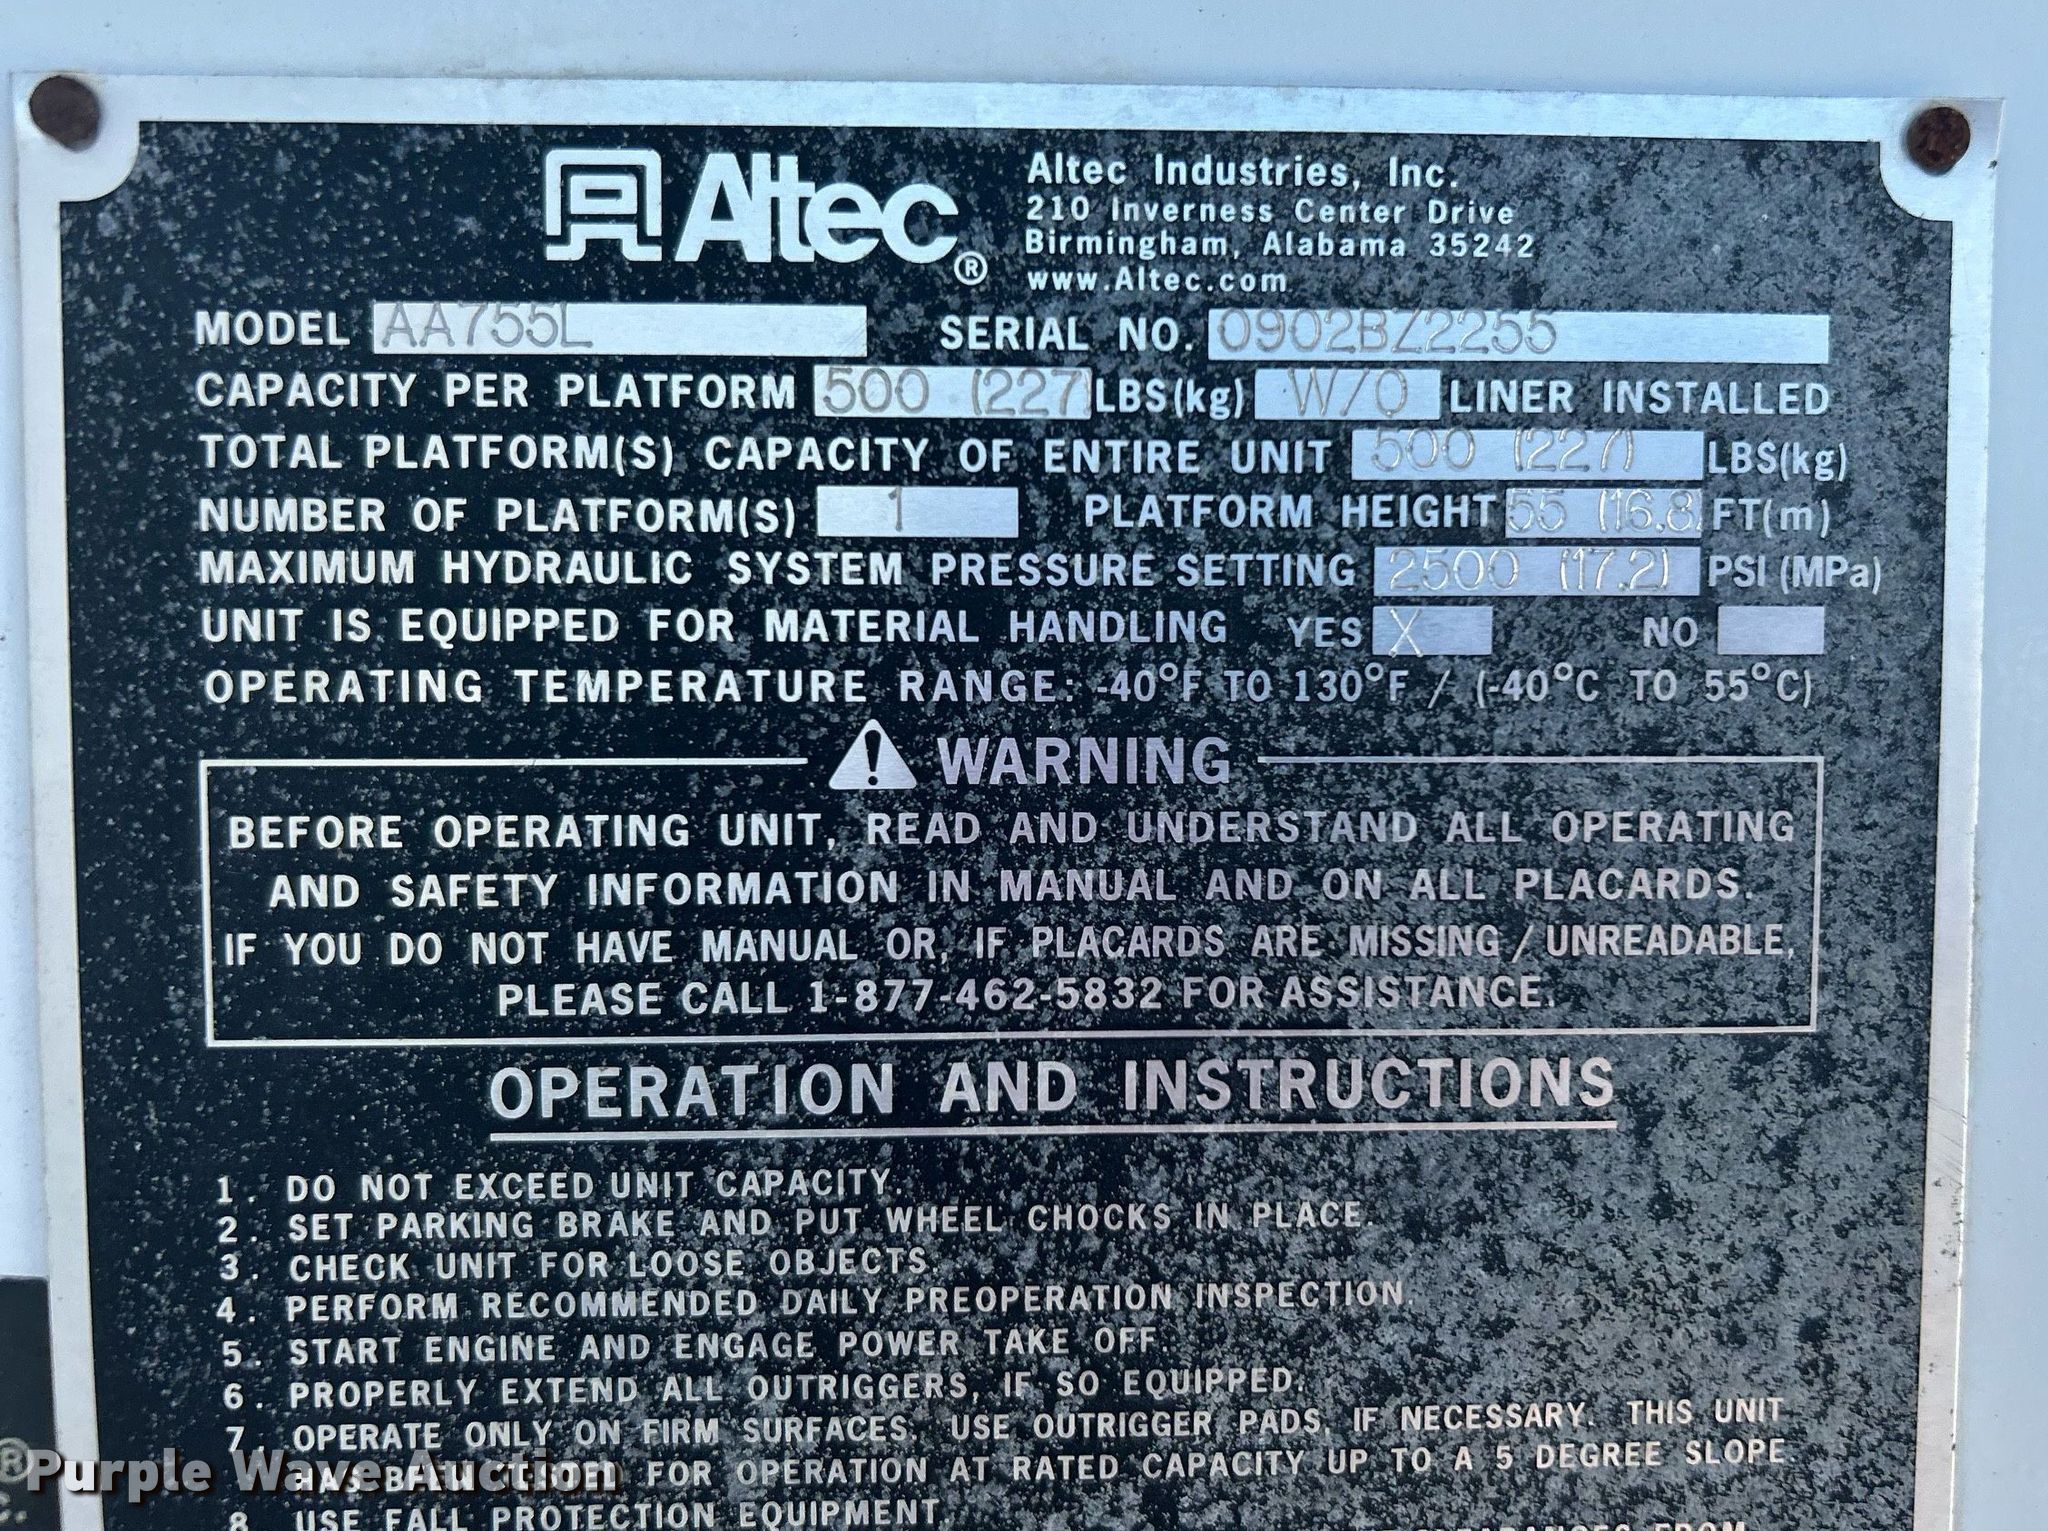 Altec®
Altec Industries, Inc.
210 Inverness Center Drive
Birmingham, Alabama 35242
www.Altec.com
MODEL AA755L SERIAL NO. 0902BZ2255
CAPACITY PER PLATFORM 500 (227) LBS(kg) W/O LINER INSTALLED
TOTAL PLATFORM(S) CAPACITY OF ENTIRE UNIT 500 (227) LBS(kg)
NUMBER OF PLATFORM(S) 1 PLATFORM HEIGHT 55 (16.8) FT(m)
MAXIMUM HYDRAULIC SYSTEM PRESSURE SETTING 2500 (17.2) PSI (MPa)
UNIT IS EQUIPPED FOR MATERIAL HANDLING YES X NO
OPERATING TEMPERATURE RANGE: -40°F TO 130°F / (-40°C TO 55°C)
WARNING
BEFORE OPERATING UNIT, READ AND UNDERSTAND ALL OPERATING
AND SAFETY INFORMATION IN MANUAL AND ON ALL PLACARDS.
IF YOU DO NOT HAVE MANUAL OR, IF PLACARDS ARE MISSING / UNREADABLE,
PLEASE CALL 1-877-462-5832 FOR ASSISTANCE.
OPERATION AND INSTRUCTIONS
1. DO NOT EXCEED UNIT CAPACITY.
2. SET PARKING BRAKE AND PUT WHEEL CHOCKS IN PLACE.
3. CHECK UNIT FOR LOOSE OBJECTS.
4. PERFORM RECOMMENDED DAILY PREOPERATION INSPECTION.
5. START ENGINE AND ENGAGE POWER TAKE OFF.
6. PROPERLY EXTEND ALL OUTRIGGERS, IF SO EQUIPPED.
7. OPERATE ONLY ON FIRM SURFACES. USE OUTRIGGER PADS, IF NECESSARY. THIS UNIT
HAS BEEN TESTED FOR OPERATION AT RATED CAPACITY UP TO A 5 DEGREE SLOPE
8 USE FALL PROTECTION EQUIPMENT.
FROM
®
Purple Wave Auction